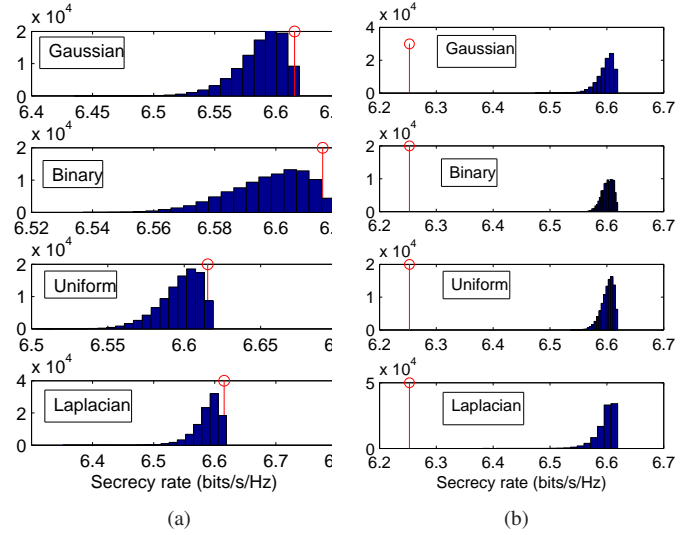 x 10^4
2
1
0
Gaussian
6.4 6.45 6.5 6.55 6.6
x 10^4
2
1
0
Binary
6.52 6.54 6.56 6.58 6.6
x 10^4
2
1
0
Uniform
6.5 6.55 6.6 6.65
x 10^4
4
2
0
Laplacian
6.4 6.5 6.6 6.7
Secrecy rate (bits/s/Hz)
(a)
x 10^4
4
2
0
Gaussian
6.2 6.3 6.4 6.5 6.6 6.7
x 10^4
2
1
0
Binary
6.2 6.3 6.4 6.5 6.6 6.7
x 10^4
2
1
0
Uniform
6.2 6.3 6.4 6.5 6.6 6.7
x 10^4
5
0
Laplacian
6.2 6.3 6.4 6.5 6.6 6.7
Secrecy rate (bits/s/Hz)
(b)